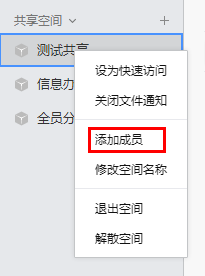 共享空间
测试共享
设为快速访问
信息办
关闭文件通知
全员分
添加成员
修改空间名称
退出空间
解散空间